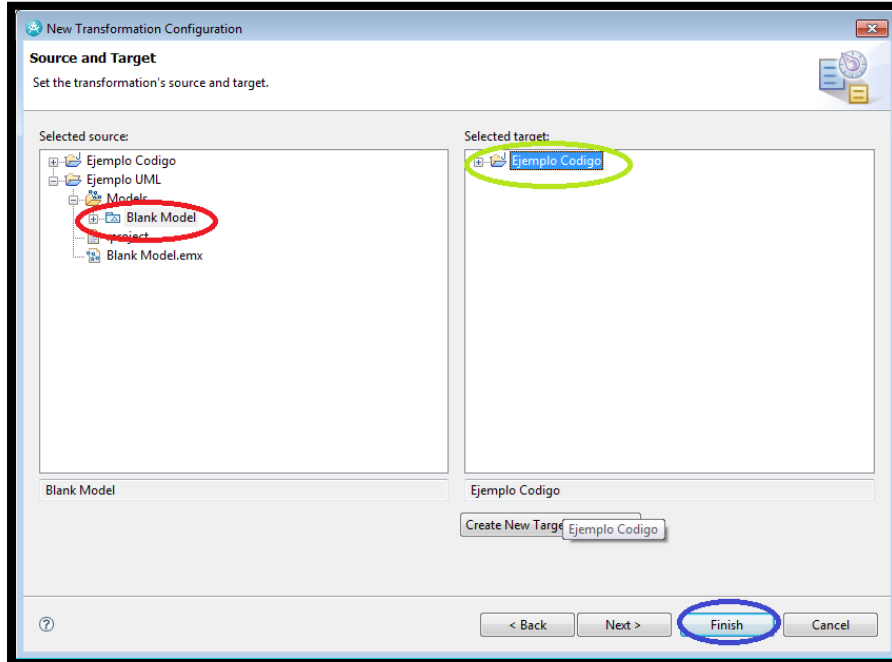 New Transformation Configuration
Source and Target
Set the transformation's source and target.
Selected source:
Ejemplo Codigo
Ejemplo UML
Models
Blank Model
.project
Blank Model.emx
Blank Model
Selected target:
Ejemplo Codigo
Ejemplo Codigo
Create New Targe
Ejemplo Codigo
< Back
Next >
Finish
Cancel